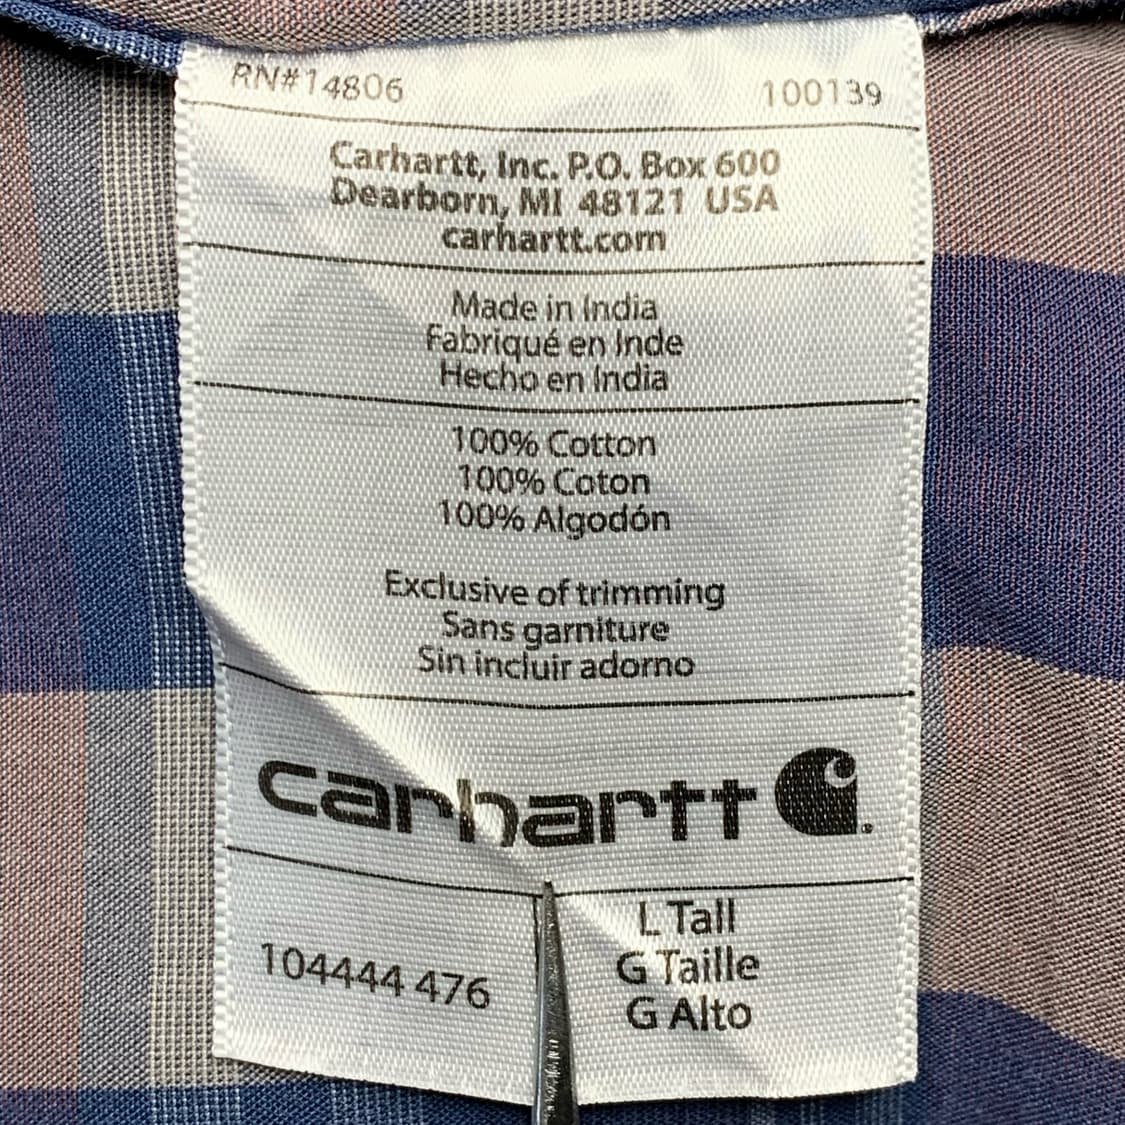 RN#14806 100139
Carhartt, Inc. P.O. Box 600
Dearborn, MI 48121 USA
carhartt.com
Made in India
Fabriqué en Inde
Hecho en India
100% Cotton
100% Coton
100% Algodón
Exclusive of trimming
Sans garniture
Sin incluir adorno
carhartt
104444 476
L Tall
G Taille
G Alto